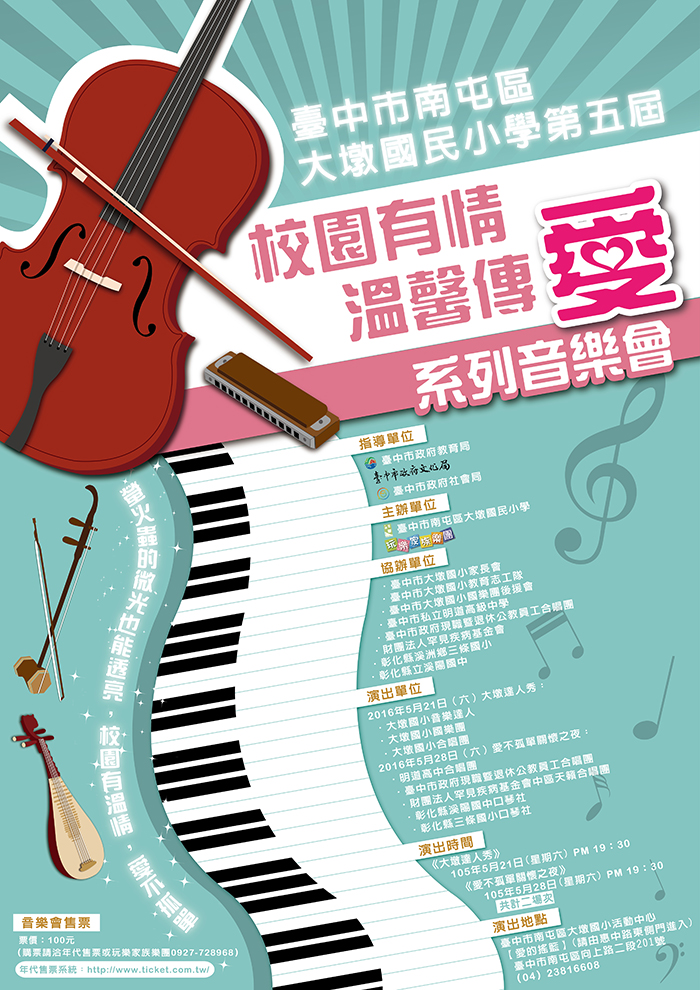 臺中市南屯區
大墩國民小學第五屆
校園有情
溫馨傳愛
系列音樂會
指導單位
臺中市政府教育局
臺中市政府文化局
臺中市政府社會局
主辦單位
臺中市南屯區大墩國民小學
玩樂家族樂團
協辦單位
·臺中市大墩國小家長會
·臺中市大墩國小教育志工隊
·臺中市大墩國小國樂團後援會
·臺中市私立明道高級中學
·臺中市政府現職暨退休公教員工合唱團
·財團法人罕見疾病基金會
·彰化縣溪洲鄉三條國小
·彰化縣立溪陽國中
演出單位
2016年5月21日（六）大墩達人秀：
·大墩國小音樂達人
·大墩國小國樂團
·大墩國小合唱團
2016年5月28日（六）愛不孤單關懷之夜：
·明道高中合唱團
·臺中市政府現職暨退休公教員工合唱團
·財團法人罕見疾病基金會中區天籟合唱團
·彰化縣溪陽國中口琴社
·彰化縣三條國小口琴社
演出時間
《大墩達人秀》
105年5月21日(星期六) PM 19：30
《愛不孤單關懷之夜》
105年5月28日(星期六) PM 19：30
共計二場次
演出地點
臺中市南屯區大墩國小活動中心
【愛的搖籃】(請由惠中路東側門進入)
臺中市南屯區向上路二段201號
(04) 23816608
螢火蟲的微光也能透亮，校園有溫情，愛不孤單
音樂會售票
票價：100元
(購票請洽年代售票或玩樂家族樂團0927-728968)
年代售票系統：http://www.ticket.com.tw/